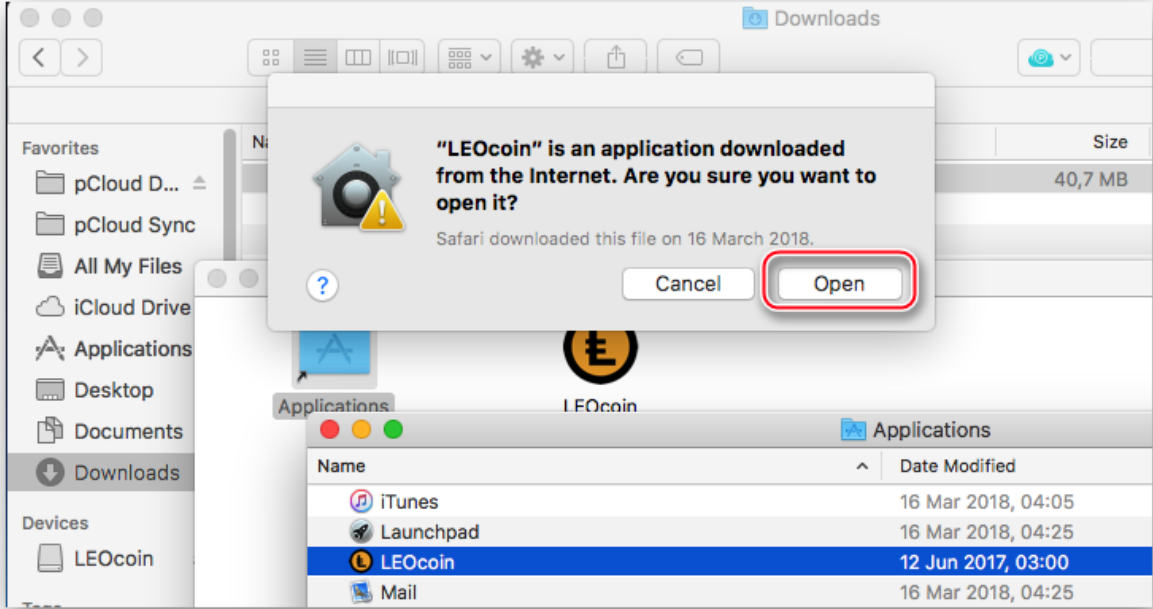 Downloads
Favorites
pCloud D...
pCloud Sync
All My Files
iCloud Drive
Applications
Desktop
Documents
Downloads
Devices
LEOcoin
Size
40,7 MB
“LEOcoin” is an application downloaded
from the Internet. Are you sure you want to
open it?
Safari downloaded this file on 16 March 2018.
?
Cancel
Open
Applications
LEOcoin
Applications
Name
Date Modified
iTunes
16 Mar 2018, 04:05
Launchpad
16 Mar 2018, 04:25
LEOcoin
12 Jun 2017, 03:00
Mail
16 Mar 2018, 04:25